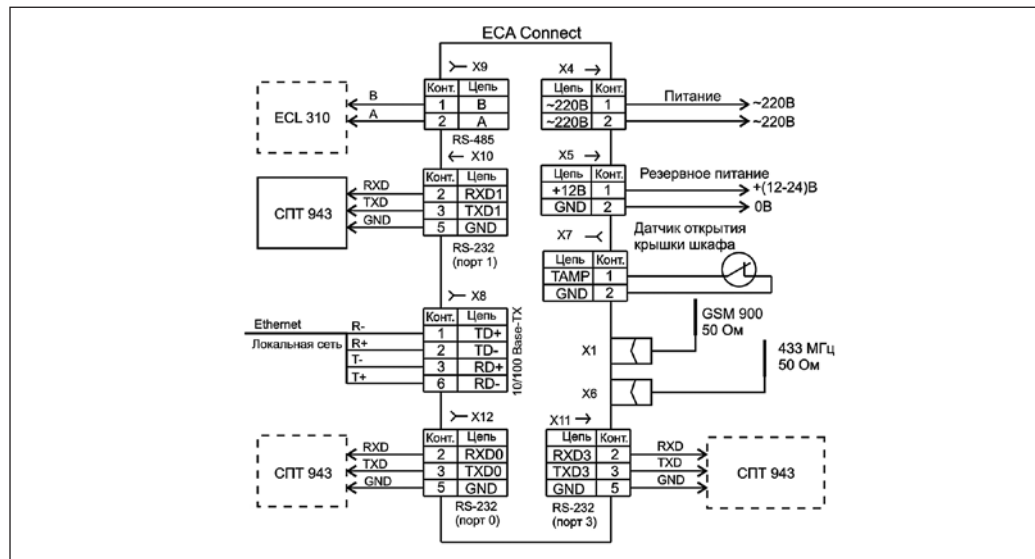 ECA Connect
X9
Конт. Цепь
1 B
2 A
RS-485
B
A
ECL 310
X10
Конт. Цепь
2 RXD1
3 TXD1
5 GND
RS-232
(порт 1)
RXD
TXD
GND
СПТ 943
X8
Конт. Цепь
1 TD+
2 TD-
3 RD+
6 RD-
10/100 Base-TX
Ethernet
Локальная сеть
R-
R+
T-
T+
X12
Конт. Цепь
2 RXD0
3 TXD0
5 GND
RS-232
(порт 0)
RXD
TXD
GND
СПТ 943
X4
Цепь Конт.
~220В 1
~220В 2
Питание
~220В
~220В
X5
Цепь Конт.
+12В 1
GND 2
Резервное питание
+(12-24)В
0В
X7
Цепь Конт.
TAMP 1
GND 2
Датчик открытия
крышки шкафа
X1
GSM 900
50 Ом
X6
433 МГц
50 Ом
X11
Цепь Конт.
RXD3 2
TXD3 3
GND 5
RS-232
(порт 3)
RXD
TXD
GND
СПТ 943